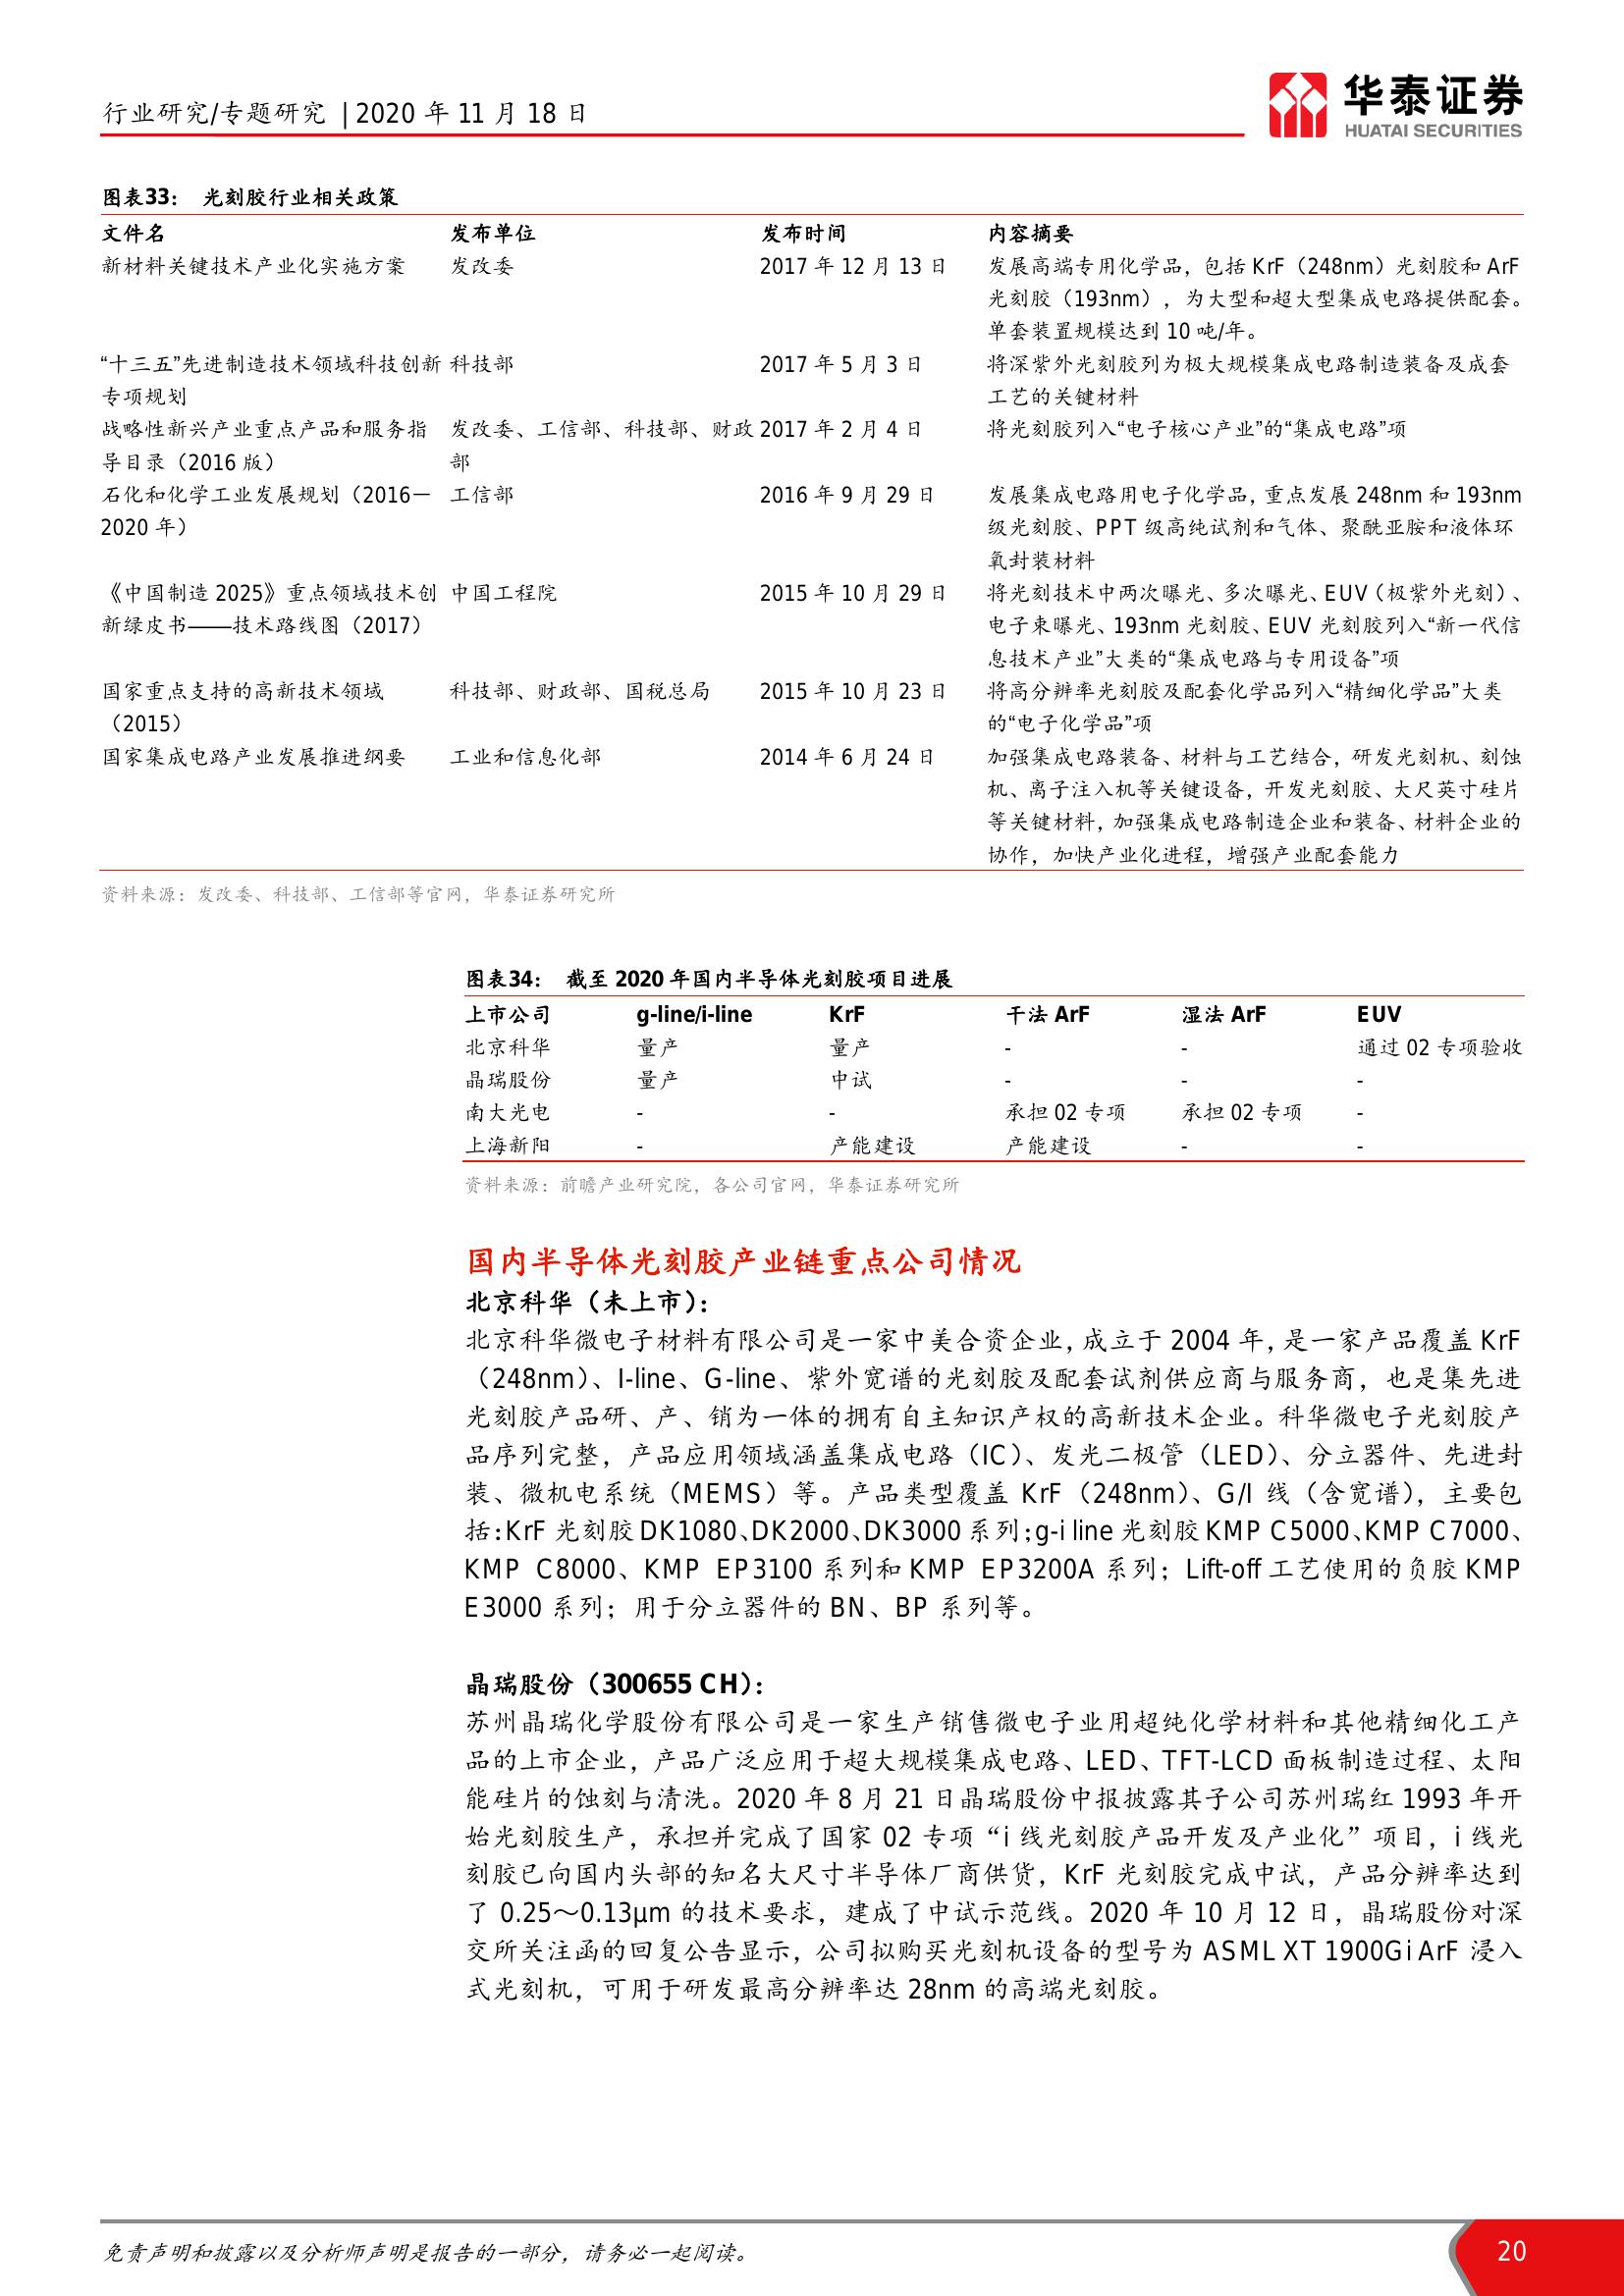 行业研究/专题研究 | 2020 年 11 月 18 日
华泰证券
HUATAI SECURITIES
图表33： 光刻胶行业相关政策
文件名 发布单位 发布时间 内容摘要
新材料关键技术产业化实施方案 发改委 2017 年 12 月 13 日 发展高端专用化学品，包括 KrF（248nm）光刻胶和 ArF
光刻胶（193nm），为大型和超大型集成电路提供配套。
单套装置规模达到 10 吨/年。
“十三五”先进制造技术领域科技创新 科技部 2017 年 5 月 3 日 将深紫外光刻胶列为极大规模集成电路制造装备及成套
专项规划 工艺的关键材料
战略性新兴产业重点产品和服务指 发改委、工信部、科技部、财政 2017 年 2 月 4 日 将光刻胶列入“电子核心产业”的“集成电路”项
导目录（2016 版） 部
石化和化学工业发展规划（2016－ 工信部 2016 年 9 月 29 日 发展集成电路用电子化学品，重点发展 248nm 和 193nm
2020 年） 级光刻胶、PPT 级高纯试剂和气体、聚酰亚胺和液体环
氧封装材料
《中国制造 2025》重点领域技术创 中国工程院 2015 年 10 月 29 日 将光刻技术中两次曝光、多次曝光、EUV（极紫外光刻）、
新绿皮书——技术路线图（2017） 电子束曝光、193nm 光刻胶、EUV 光刻胶列入“新一代信
息技术产业”大类的“集成电路与专用设备”项
国家重点支持的高新技术领域 科技部、财政部、国税总局 2015 年 10 月 23 日 将高分辨率光刻胶及配套化学品列入“精细化学品”大类
（2015） 的“电子化学品”项
国家集成电路产业发展推进纲要 工业和信息化部 2014 年 6 月 24 日 加强集成电路装备、材料与工艺结合，研发光刻机、刻蚀
机、离子注入机等关键设备，开发光刻胶、大尺英寸硅片
等关键材料，加强集成电路制造企业和装备、材料企业的
协作，加快产业化进程，增强产业配套能力
资料来源：发改委、科技部、工信部等官网，华泰证券研究所
图表34： 截至 2020 年国内半导体光刻胶项目进展
上市公司 g-line/i-line KrF 干法 ArF 湿法 ArF EUV
北京科华 量产 量产 - - 通过 02 专项验收
晶瑞股份 量产 中试 - - -
南大光电 - - 承担 02 专项 承担 02 专项 -
上海新阳 - 产能建设 产能建设 - -
资料来源：前瞻产业研究院，各公司官网，华泰证券研究所
国内半导体光刻胶产业链重点公司情况
北京科华（未上市）：
北京科华微电子材料有限公司是一家中美合资企业，成立于 2004 年，是一家产品覆盖 KrF
（248nm）、I-line、G-line、紫外宽谱的光刻胶及配套试剂供应商与服务商，也是集先进
光刻胶产品研、产、销为一体的拥有自主知识产权的高新技术企业。科华微电子光刻胶产
品序列完整，产品应用领域涵盖集成电路（IC）、发光二极管（LED）、分立器件、先进封
装、微机电系统（MEMS）等。产品类型覆盖 KrF（248nm）、G/I 线（含宽谱），主要包
括：KrF 光刻胶 DK1080、DK2000、DK3000 系列；g-i line 光刻胶 KMP C5000、KMP C7000、
KMP C8000、KMP EP3100 系列和 KMP EP3200A 系列；Lift-off 工艺使用的负胶 KMP
E3000 系列；用于分立器件的 BN、BP 系列等。
晶瑞股份（300655 CH）：
苏州晶瑞化学股份有限公司是一家生产销售微电子业用超纯化学材料和其他精细化工产
品的上市企业，产品广泛应用于超大规模集成电路、LED、TFT-LCD 面板制造过程、太阳
能硅片的蚀刻与清洗。2020 年 8 月 21 日晶瑞股份中报披露其子公司苏州瑞红 1993 年开
始光刻胶生产，承担并完成了国家 02 专项“i 线光刻胶产品开发及产业化”项目，i 线光
刻胶已向国内头部的知名大尺寸半导体厂商供货，KrF 光刻胶完成中试，产品分辨率达到
了 0.25～0.13μm 的技术要求，建成了中试示范线。2020 年 10 月 12 日，晶瑞股份对深
交所关注函的回复公告显示，公司拟购买光刻机设备的型号为 ASML XT 1900Gi ArF 浸入
式光刻机，可用于研发最高分辨率达 28nm 的高端光刻胶。
免责声明和披露以及分析师声明是报告的一部分，请务必一起阅读。
20